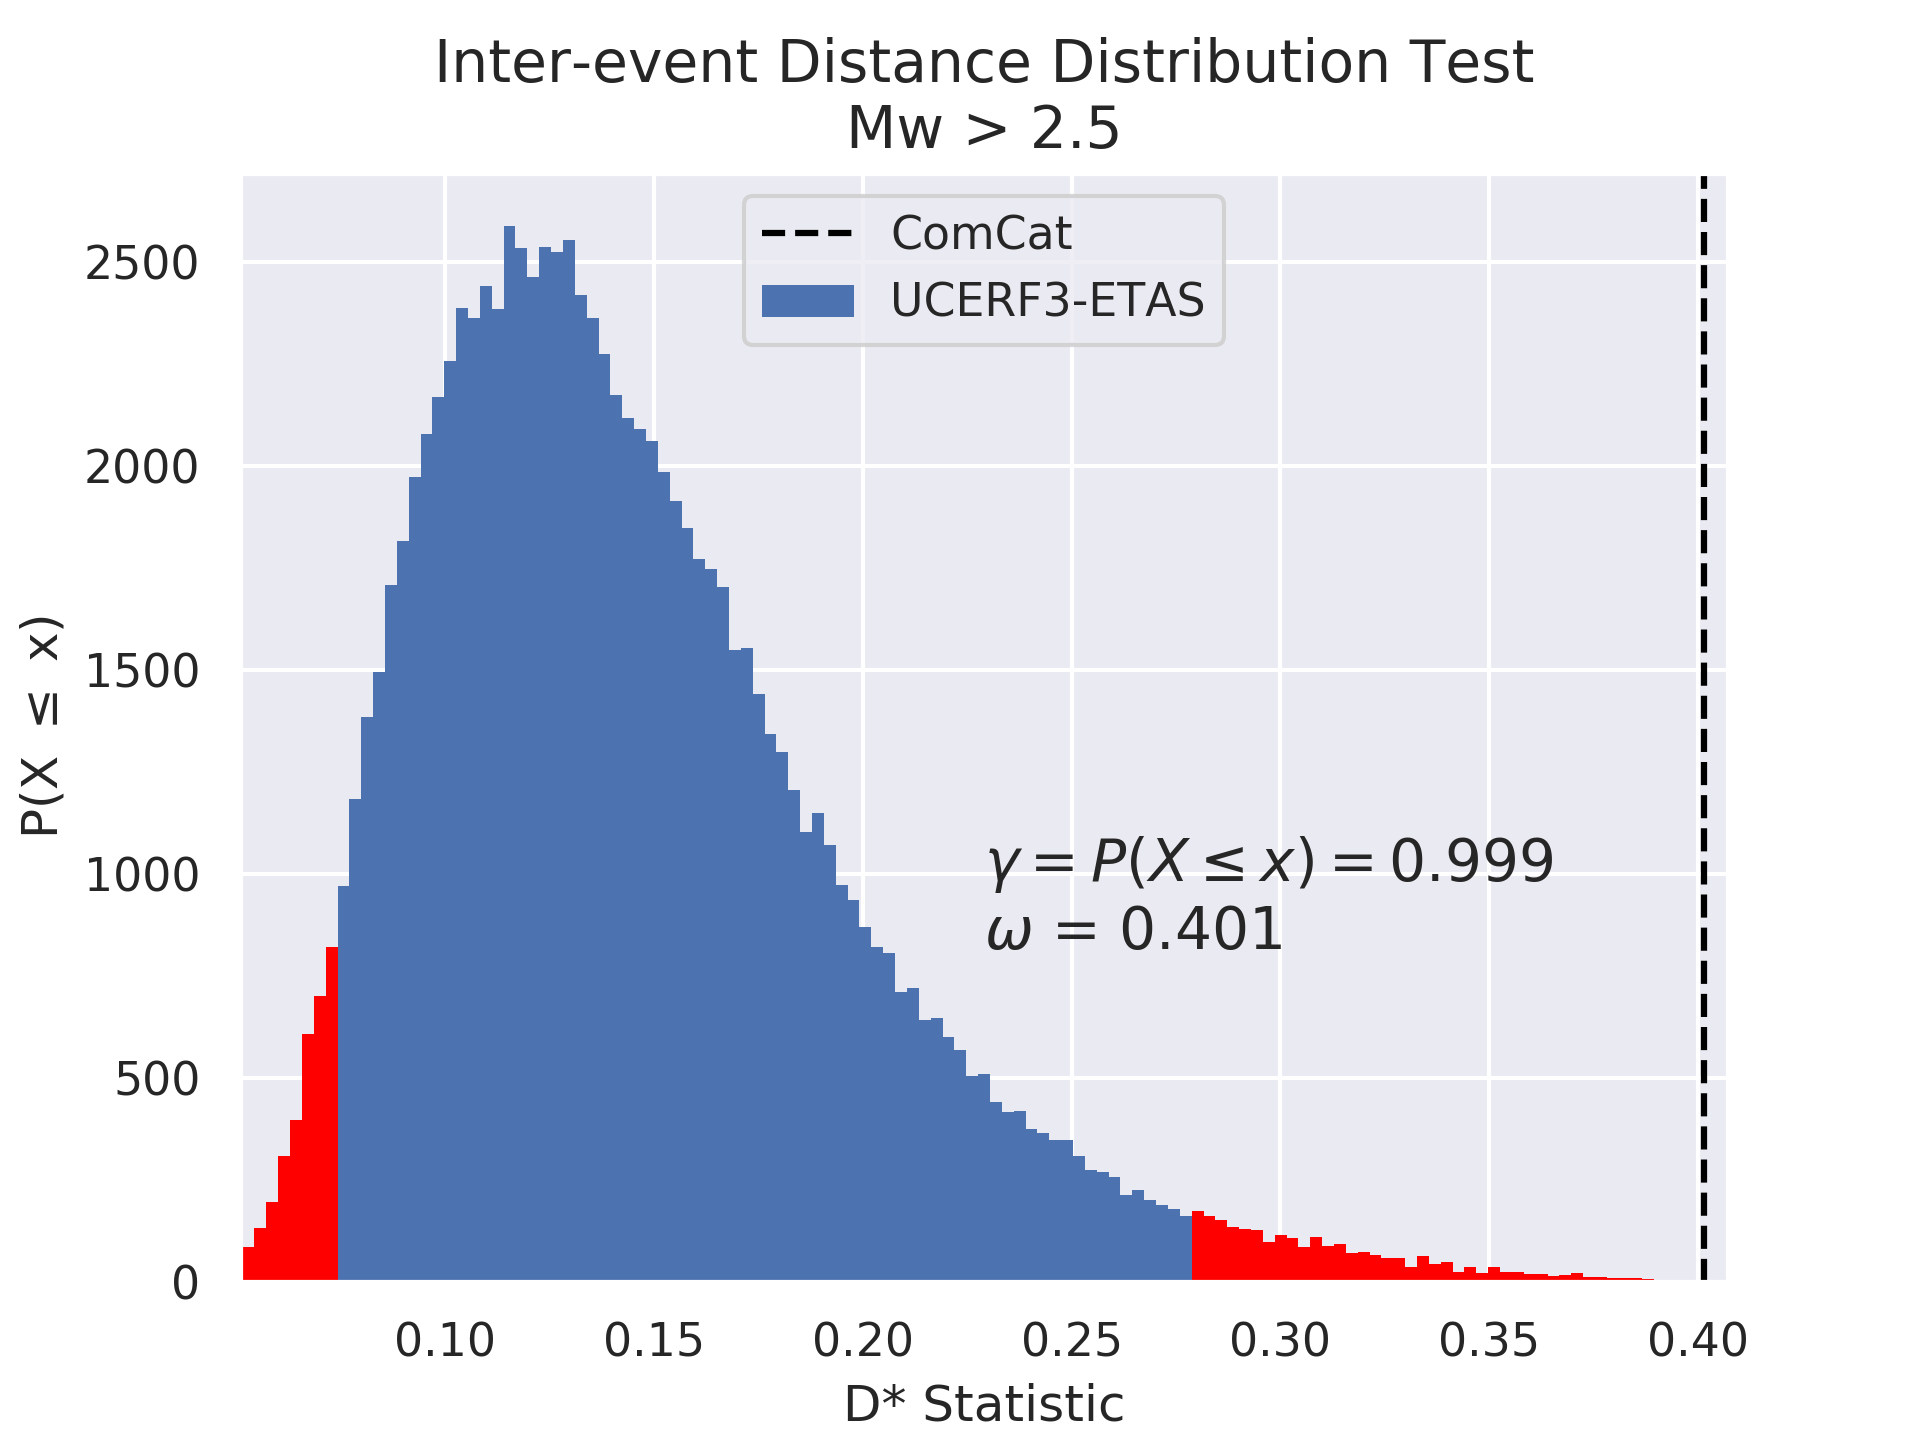 Inter-event Distance Distribution Test
Mw > 2.5
ComCat
UCERF3-ETAS
P(X ≤ x)
2500
2000
1500
1000
500
0
γ = P(X ≤ x) = 0.999
ω = 0.401
0.10 0.15 0.20 0.25 0.30 0.35 0.40
D* Statistic